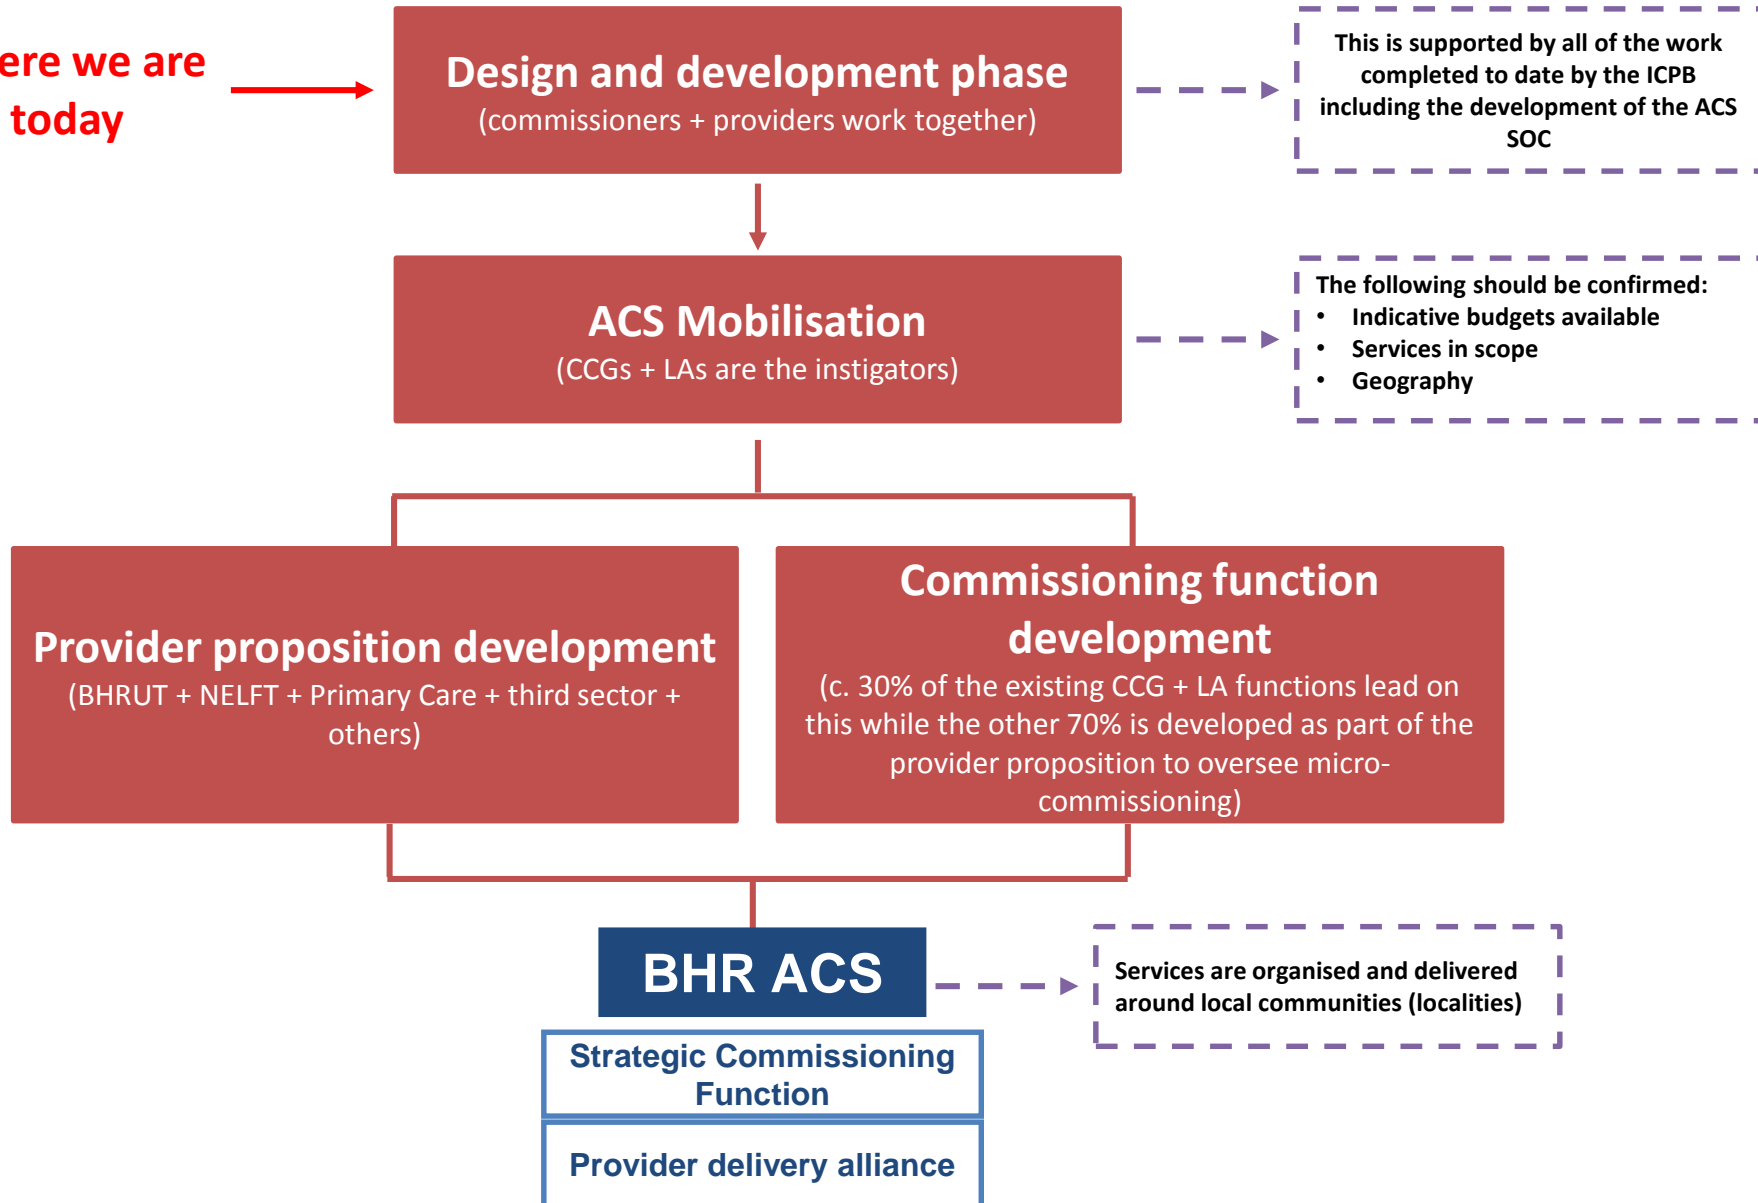 ere we are
today
Design and development phase
(commissioners + providers work together)
This is supported by all of the work
completed to date by the ICPB
including the development of the ACS
SOC
ACS Mobilisation
(CCGs + LAs are the instigators)
The following should be confirmed:
• Indicative budgets available
• Services in scope
• Geography
Provider proposition development
(BHRUT + NELFT + Primary Care + third sector +
others)
Commissioning function
development
(c. 30% of the existing CCG + LA functions lead on
this while the other 70% is developed as part of the
provider proposition to oversee micro-
commissioning)
BHR ACS
Services are organised and delivered
around local communities (localities)
Strategic Commissioning
Function
Provider delivery alliance